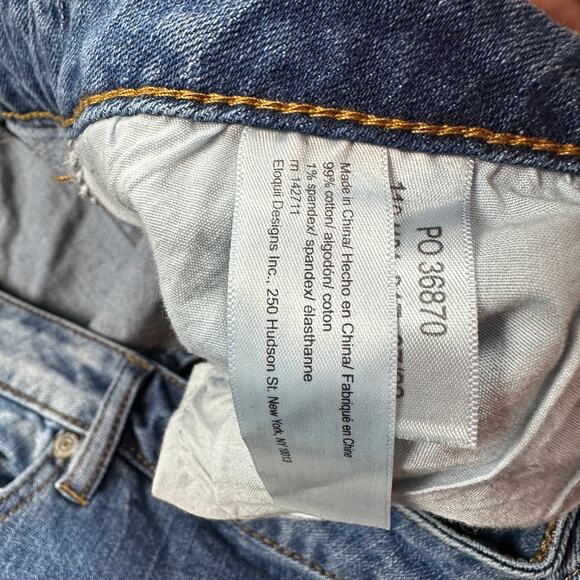 Made in China/ Hecho en China/ Fabriqué en Chine
99% cotton/ algodón/ coton
1% spandex/ spandex/ élasthanne
rn 142711
Eloqui Designs Inc., 250 Hudson St. New York, NY 10013
PO 36870